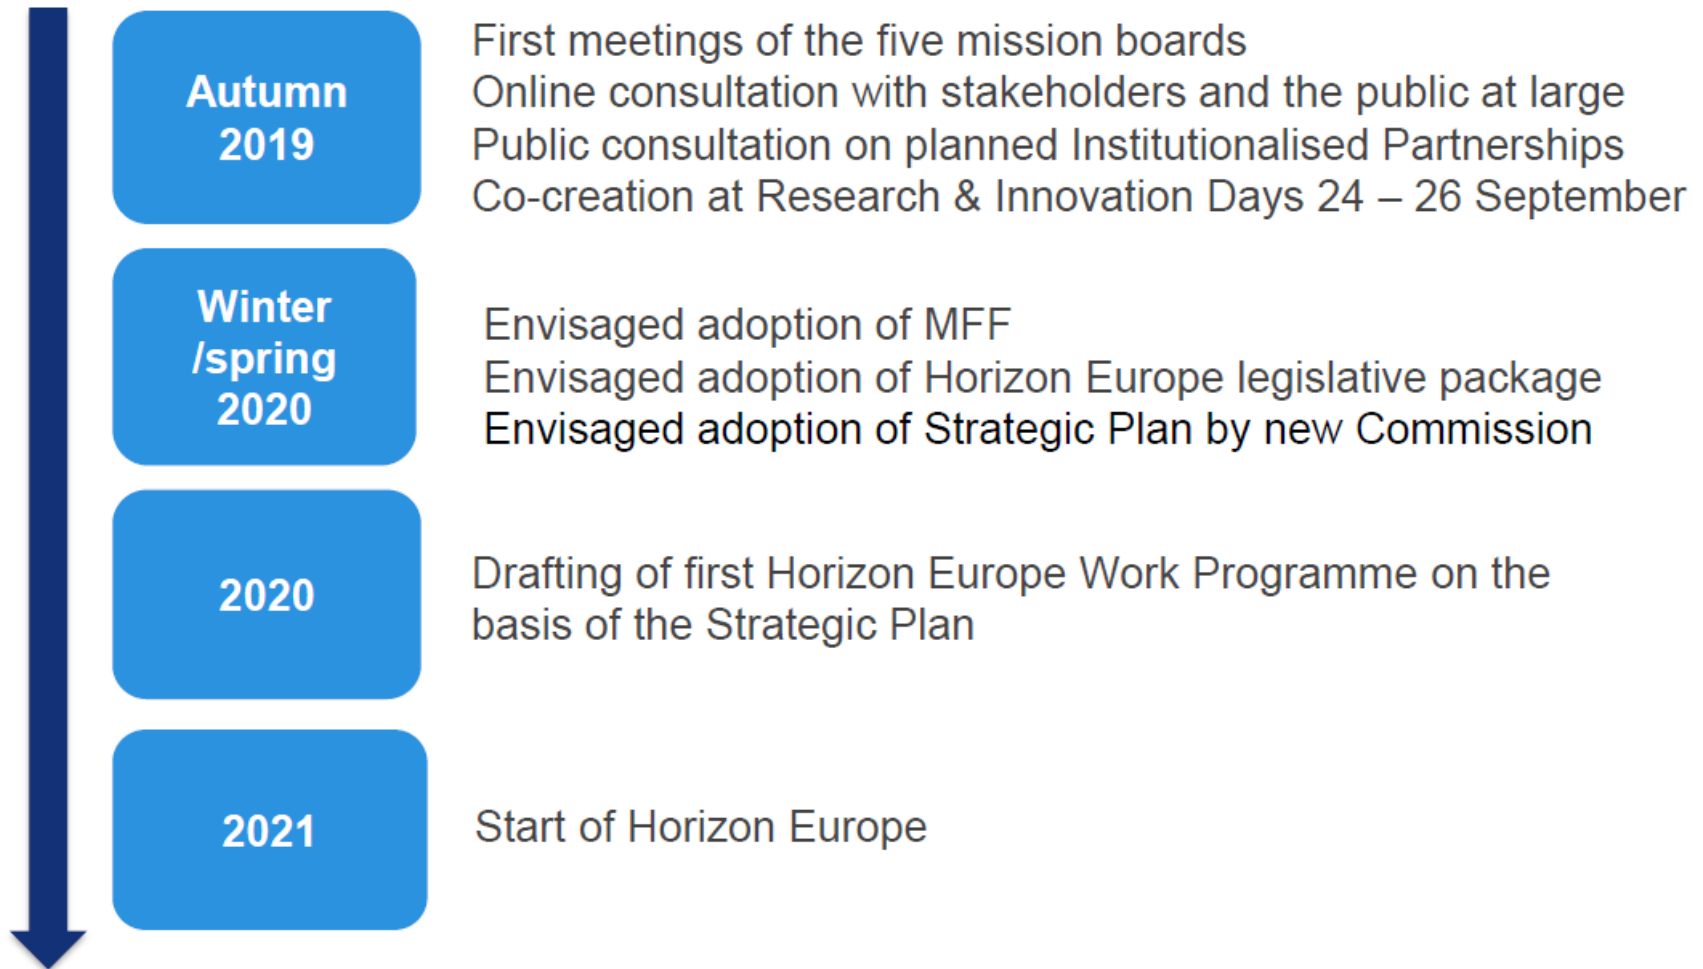 Autumn
2019
First meetings of the five mission boards
Online consultation with stakeholders and the public at large
Public consultation on planned Institutionalised Partnerships
Co-creation at Research & Innovation Days 24 – 26 September
Winter
/spring
2020
Envisaged adoption of MFF
Envisaged adoption of Horizon Europe legislative package
Envisaged adoption of Strategic Plan by new Commission
2020
Drafting of first Horizon Europe Work Programme on the
basis of the Strategic Plan
2021
Start of Horizon Europe